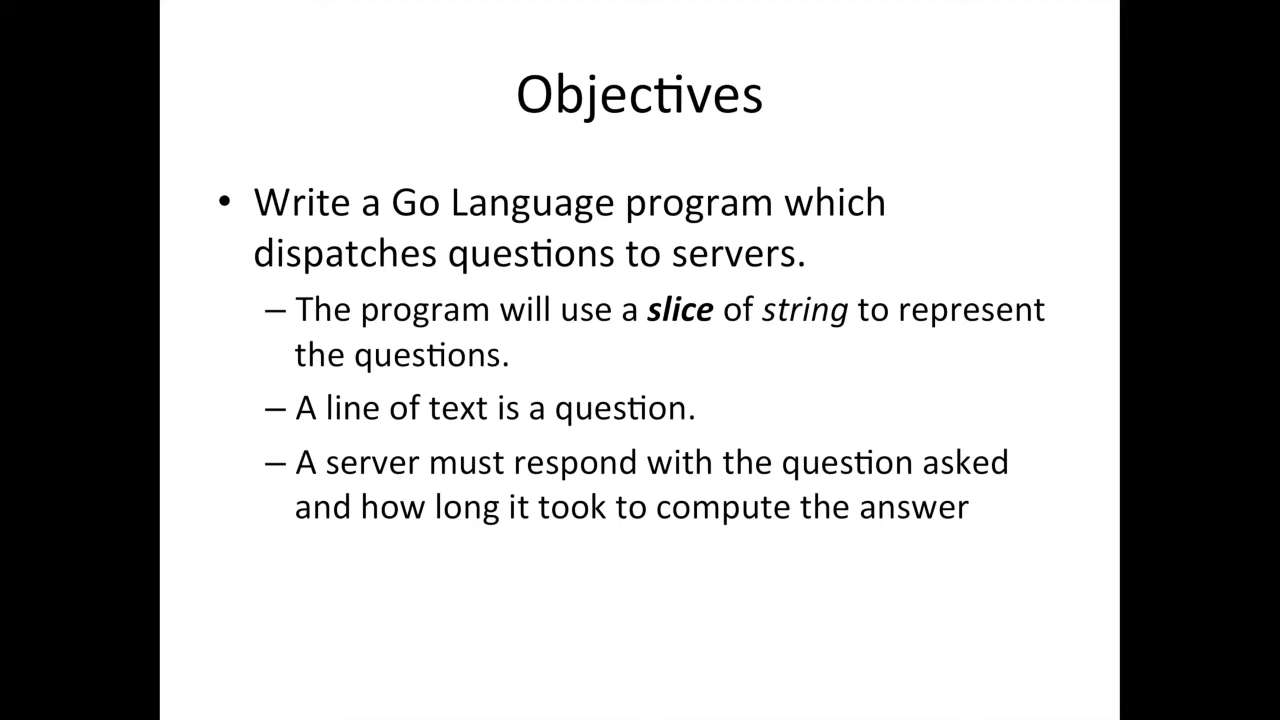 Objectives
• Write a Go Language program which
dispatches questions to servers.
– The program will use a slice of string to represent
the questions.
– A line of text is a question.
– A server must respond with the question asked
and how long it took to compute the answer